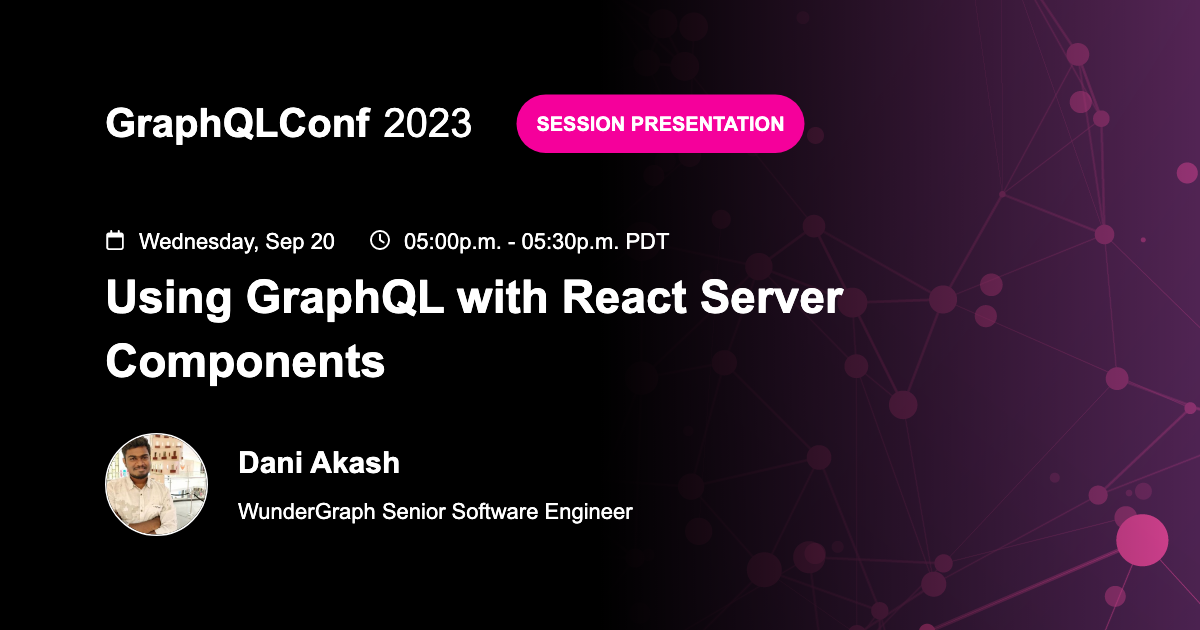 GraphQLConf 2023
SESSION PRESENTATION
Wednesday, Sep 20
05:00p.m. - 05:30p.m. PDT
Using GraphQL with React Server
Components
Dani Akash
WunderGraph Senior Software Engineer